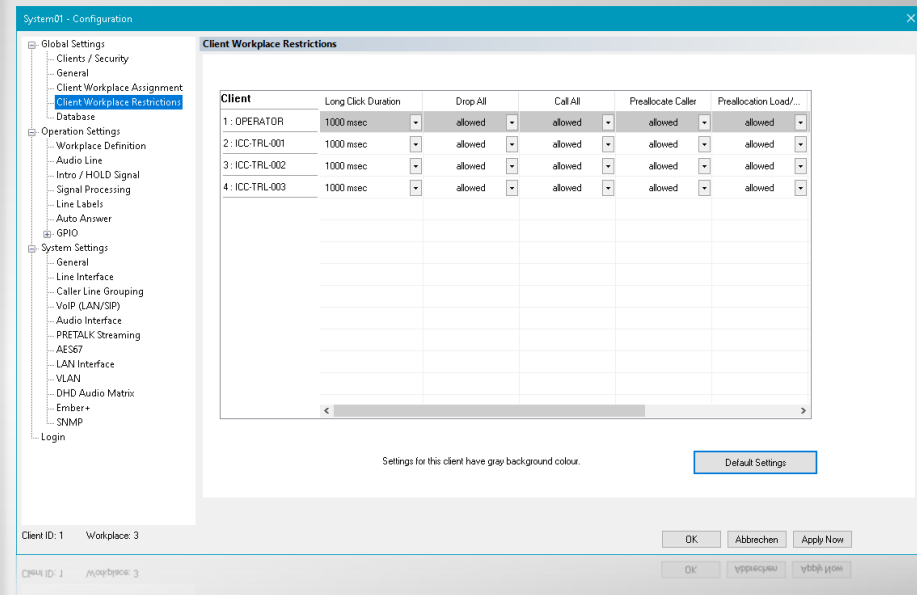 System01 - Configuration
Global Settings
Clients / Security
General
Client Workplace Assignment
Client Workplace Restrictions
Database
Operation Settings
Workplace Definition
Audio Line
Intro / HOLD Signal
Signal Processing
Line Labels
Auto Answer
GPIO
System Settings
General
Line Interface
Caller Line Grouping
VoIP (LAN/SIP)
Audio Interface
PRETALK Streaming
AES67
LAN Interface
VLAN
DHD Audio Matrix
Ember+
SNMP
Login
Client Workplace Restrictions
Client Long Click Duration Drop All Call All Preallocate Caller Preallocation Load/...
1 : OPERATOR 1000 msec allowed allowed allowed allowed
2 : ICC-TRL-001 1000 msec allowed allowed allowed allowed
3 : ICC-TRL-002 1000 msec allowed allowed allowed allowed
4 : ICC-TRL-003 1000 msec allowed allowed allowed allowed
Settings for this client have gray background colour.
Default Settings
Client ID: 1 Workplace: 3
OK Abbrechen Apply Now